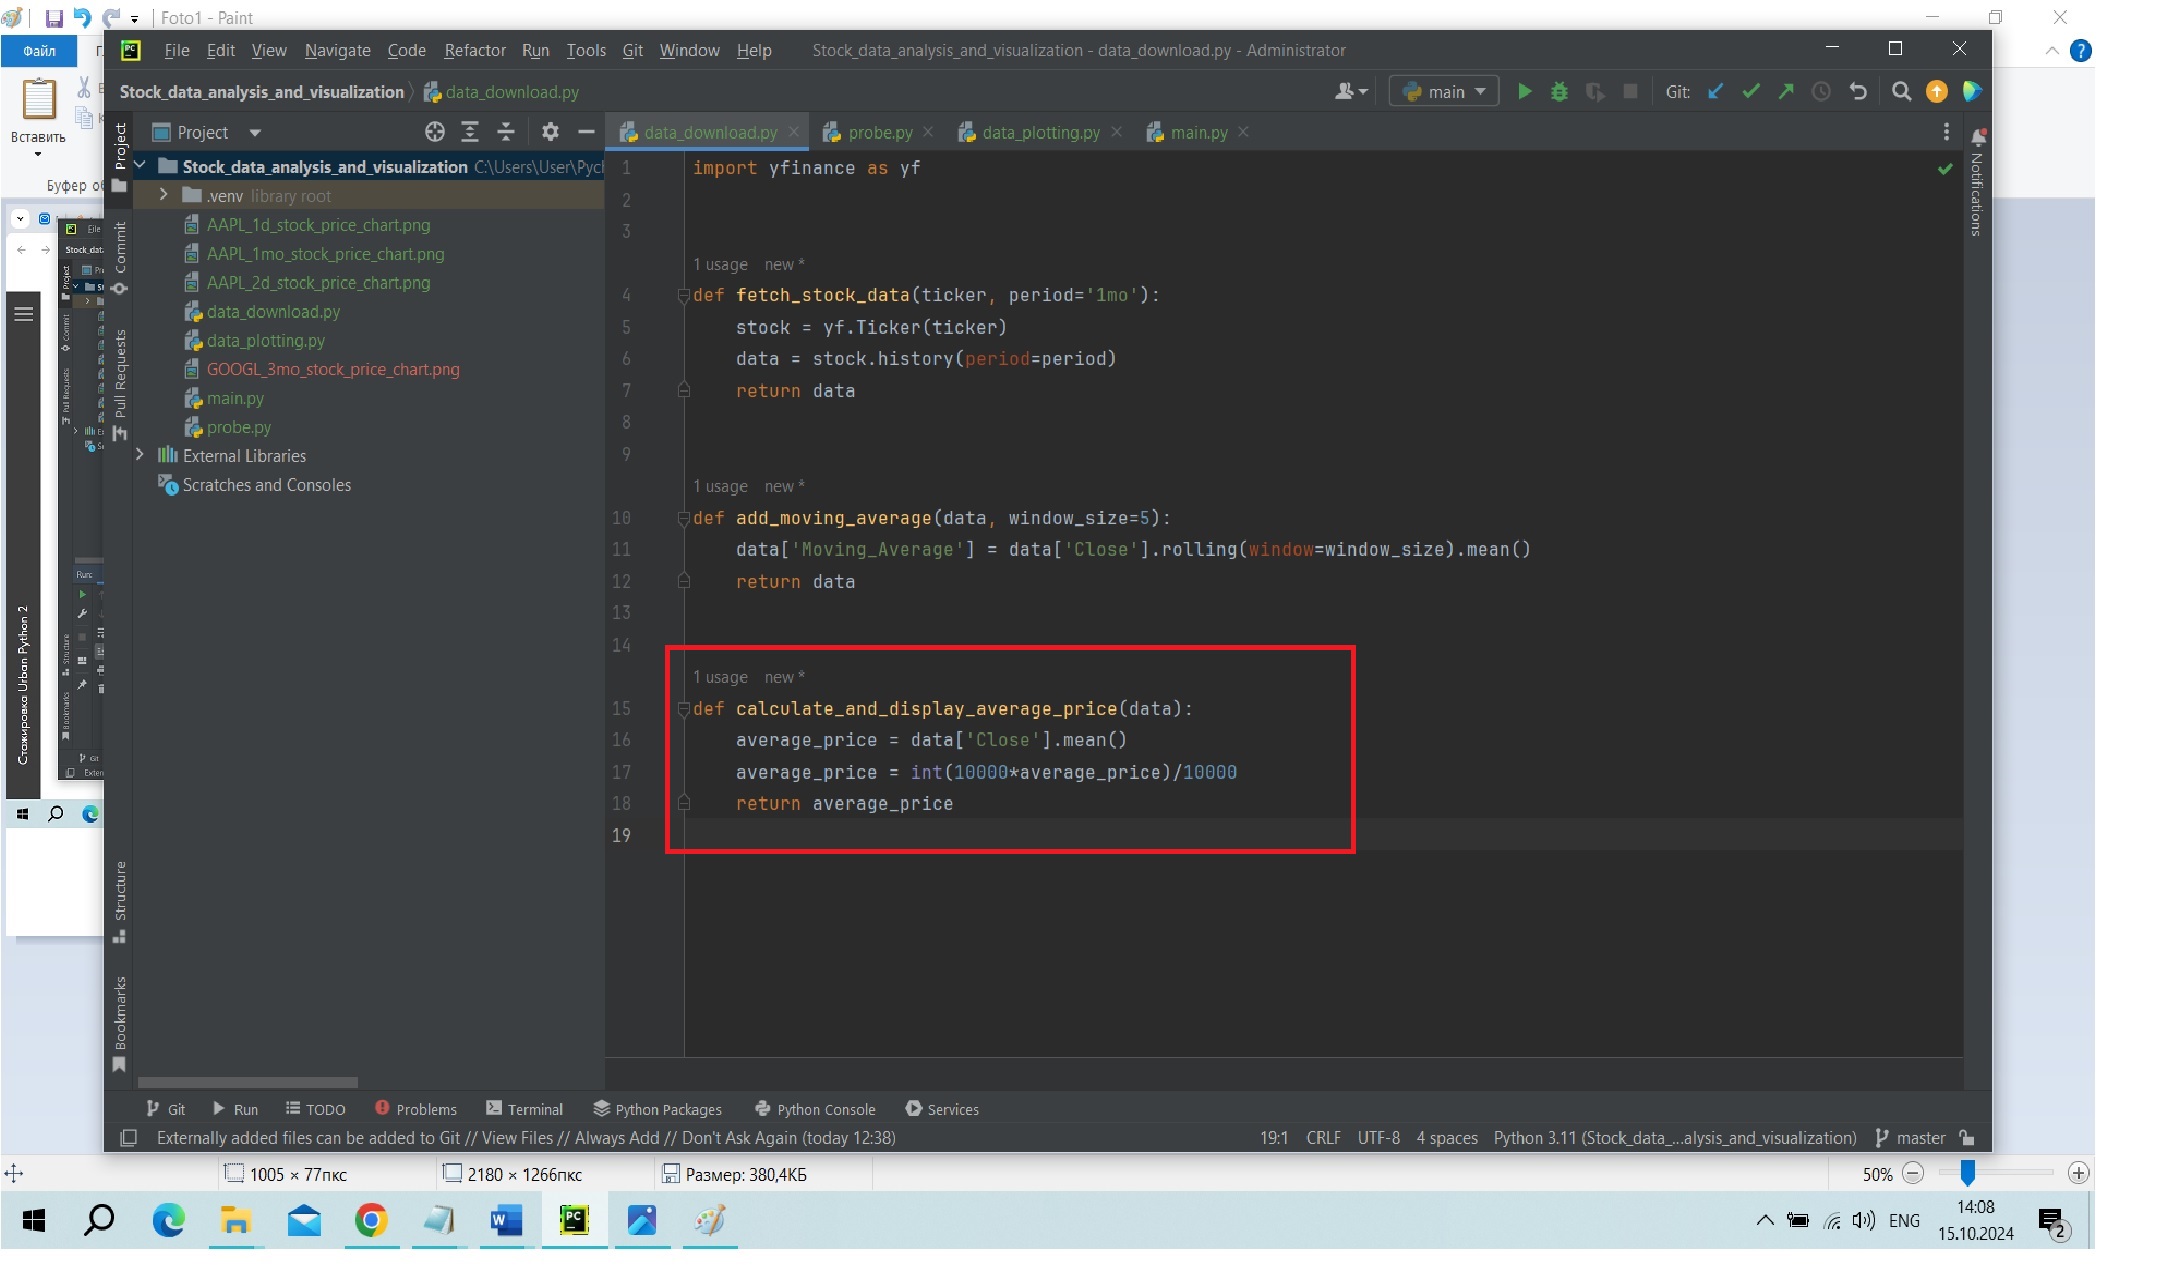 Foto1 - Paint
Файл
Вставить
File Edit View Navigate Code Refactor Run Tools Git Window Help Stock_data_analysis_and_visualization - data_download.py - Administrator
Stock_data_analysis_and_visualization data_download.py main Git:
Project
data_download.py probe.py data_plotting.py main.py
Stock_data_analysis_and_visualization C:\Users\User\Pyc
.venv library root
AAPL_1d_stock_price_chart.png
AAPL_1mo_stock_price_chart.png
AAPL_2d_stock_price_chart.png
data_download.py
data_plotting.py
GOOGL_3mo_stock_price_chart.png
main.py
probe.py
External Libraries
Scratches and Consoles
Project
Commit
Pull Requests
Structure
Bookmarks
Notifications
Стажировка Urban Python 2
1 import yfinance as yf
2
3
1 usage new *
4 def fetch_stock_data(ticker, period='1mo'):
5 stock = yf.Ticker(ticker)
6 data = stock.history(period=period)
7 return data
8
9
1 usage new *
10 def add_moving_average(data, window_size=5):
11 data['Moving_Average'] = data['Close'].rolling(window=window_size).mean()
12 return data
13
14
1 usage new *
15 def calculate_and_display_average_price(data):
16 average_price = data['Close'].mean()
17 average_price = int(10000*average_price)/10000
18 return average_price
19
Git Run TODO Problems Terminal Python Packages Python Console Services
Externally added files can be added to Git // View Files // Always Add // Don't Ask Again (today 12:38) 19:1 CRLF UTF-8 4 spaces Python 3.11 (Stock_data_...alysis_and_visualization) master
1005 × 77пкс 2180 × 1266пкс Размер: 380,4КБ 50%
ENG
14:08
15.10.2024
2